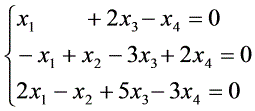 x₁ + 2x₃ − x₄ = 0
−x₁ + x₂ − 3x₃ + 2x₄ = 0
2x₁ − x₂ + 5x₃ − 3x₄ = 0